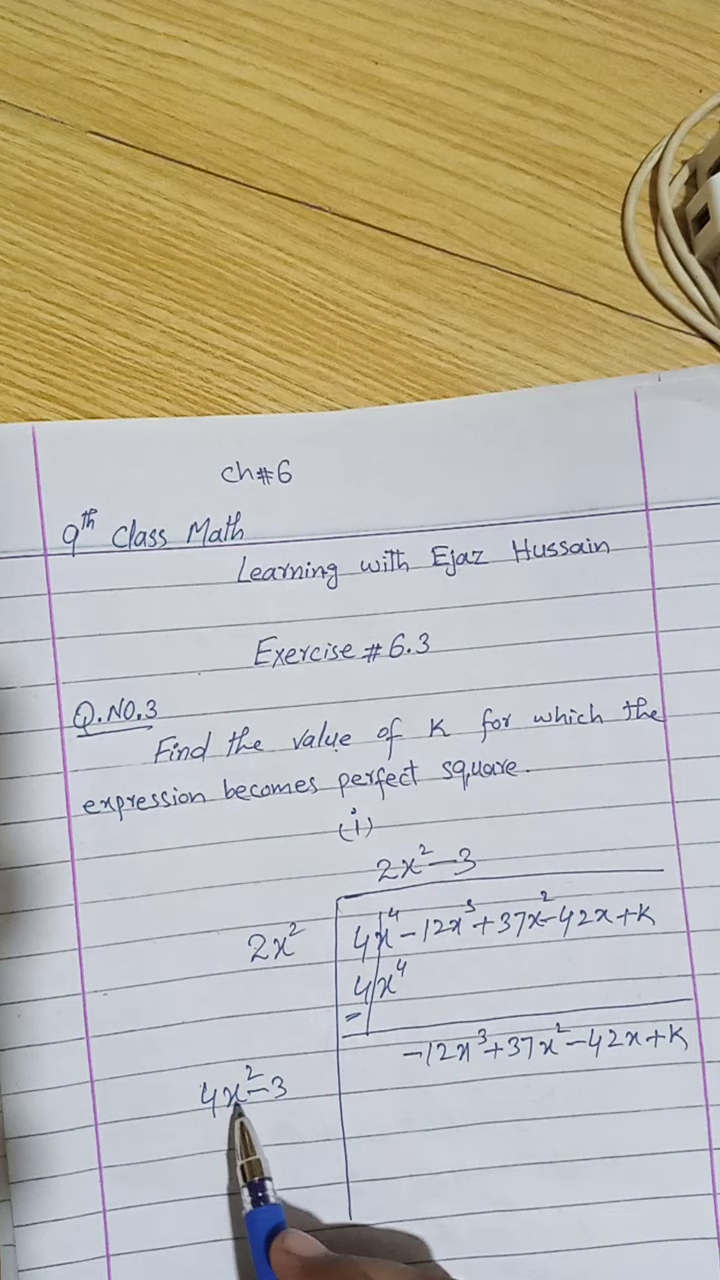 Ch#6
9th Class Math
Learning with Ejaz Hussain
Exercise # 6.3
Q.NO.3
Find the value of K for which the
expression becomes perfect square.
(i)
2x²-3
2x² 4x⁴-12x³+37x²-42x+K
4x⁴
-12x³+37x²-42x+K
4x²-3